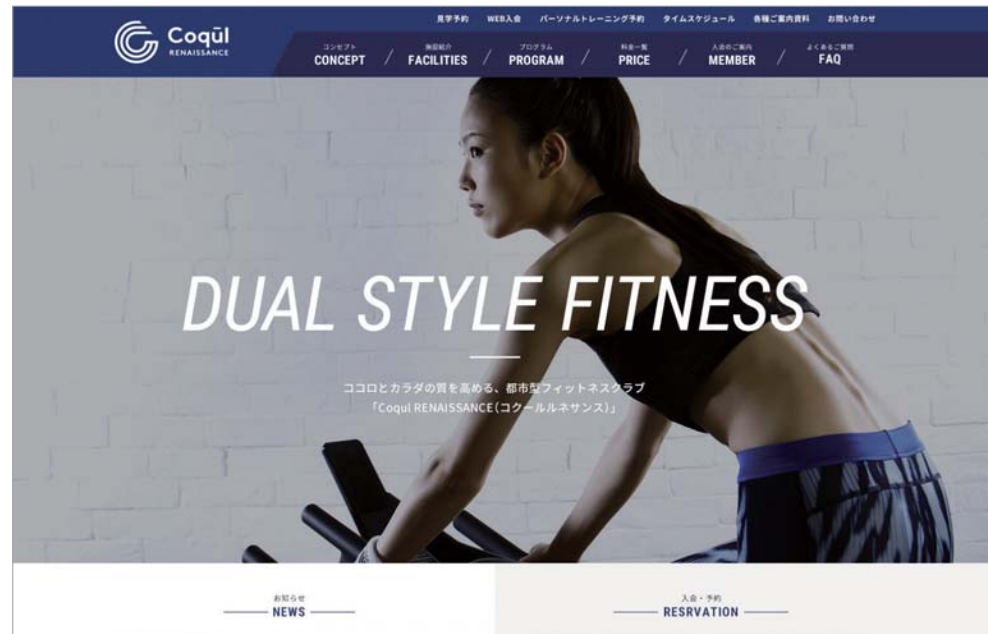 Coqūl
RENAISSANCE
見学予約 WEB入会 パーソナルトレーニング予約 タイムスケジュール 各種ご案内資料 お問い合わせ
コンセプト 施設紹介 プログラム 料金一覧 入会のご案内 よくあるご質問
CONCEPT / FACILITIES / PROGRAM / PRICE / MEMBER / FAQ
DUAL STYLE FITNESS
ココロとカラダの質を高める、都市型フィットネスクラブ
「Coqul RENAISSANCE(コクールルネサンス)」
お知らせ
NEWS
入会・予約
RESRVATION